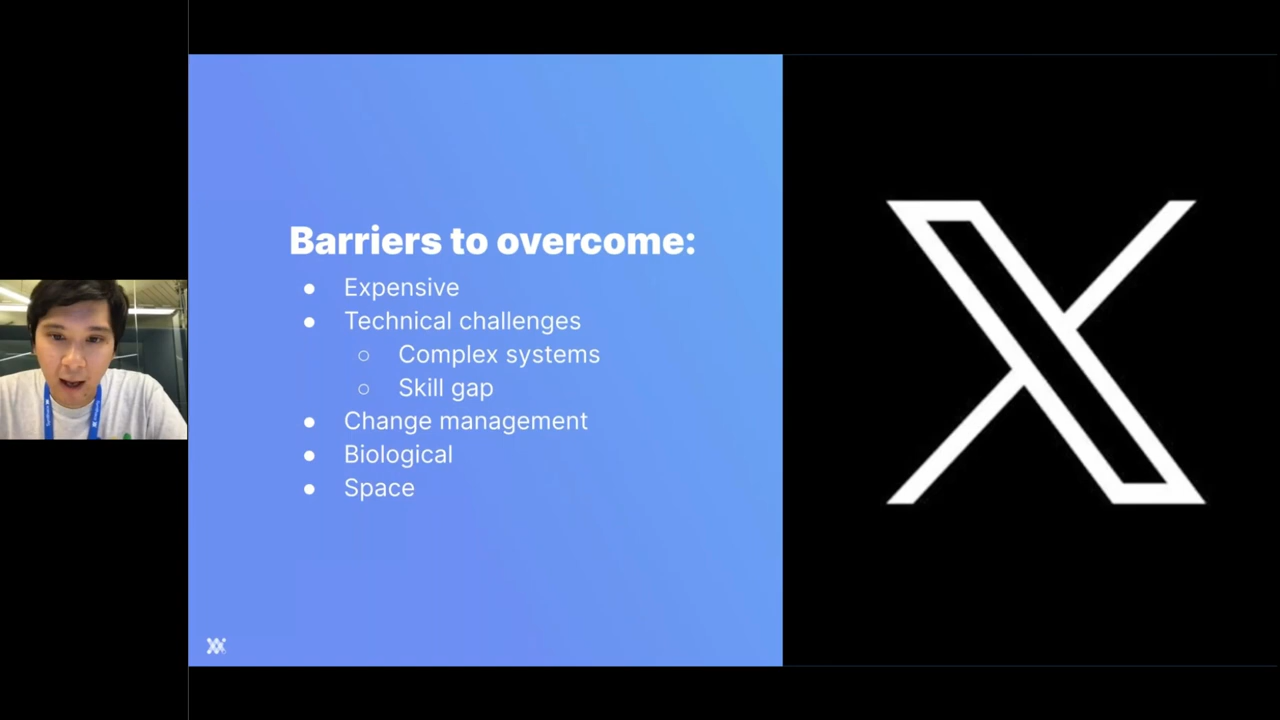 Barriers to overcome:
● Expensive
● Technical challenges
○ Complex systems
○ Skill gap
● Change management
● Biological
● Space
X